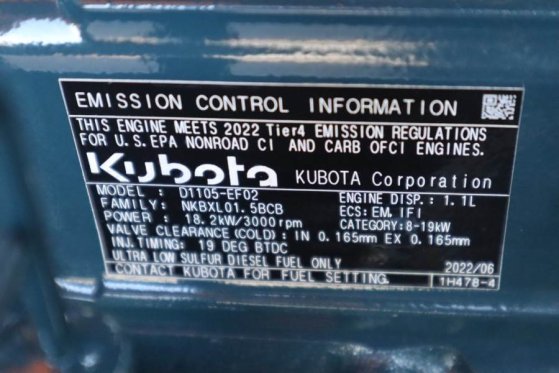 EMISSION CONTROL INFORMATION
THIS ENGINE MEETS 2022 Tier4 EMISSION REGULATIONS
FOR U.S.EPA NONROAD CI AND CARB OFCI ENGINES.
Kubota KUBOTA Corporation
MODEL : D1105-EF02 ENGINE DISP.: 1.1L
FAMILY: NKBXL01.5BCB ECS: EM, IFI
POWER : 18.2kW/3000rpm CATEGORY:8-19kW
VALVE CLEARANCE(COLD): IN 0.165mm EX 0.165mm
INJ.TIMING: 19 DEG BTDC
ULTRA LOW SULFUR DIESEL FUEL ONLY 2022/06
CONTACT KUBOTA FOR FUEL SETTING. 1H478-4